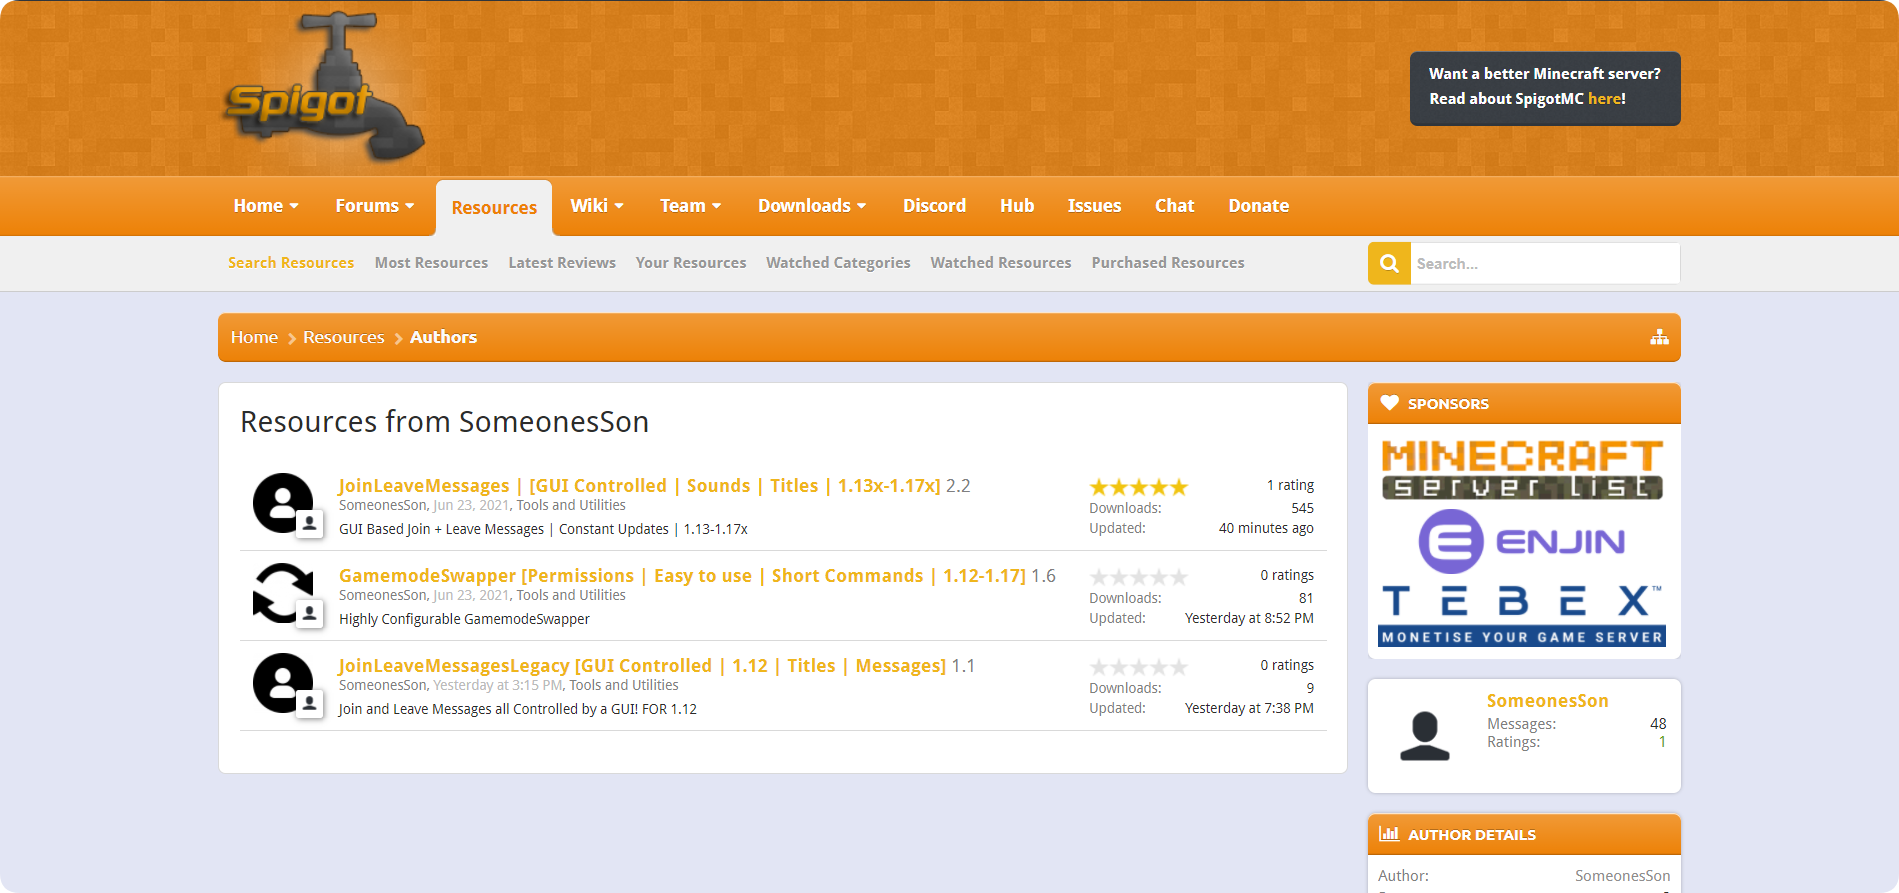 Spigot
Want a better Minecraft server?
Read about SpigotMC here!
Home Forums Resources Wiki Team Downloads Discord Hub Issues Chat Donate
Search Resources Most Resources Latest Reviews Your Resources Watched Categories Watched Resources Purchased Resources
Search...
Home Resources Authors
Resources from SomeonesSon
JoinLeaveMessages | [GUI Controlled | Sounds | Titles | 1.13x-1.17x] 2.2
SomeonesSon, Jun 23, 2021, Tools and Utilities
GUI Based Join + Leave Messages | Constant Updates | 1.13-1.17x
1 rating
Downloads: 545
Updated: 40 minutes ago
GamemodeSwapper [Permissions | Easy to use | Short Commands | 1.12-1.17] 1.6
SomeonesSon, Jun 23, 2021, Tools and Utilities
Highly Configurable GamemodeSwapper
0 ratings
Downloads: 81
Updated: Yesterday at 8:52 PM
JoinLeaveMessagesLegacy [GUI Controlled | 1.12 | Titles | Messages] 1.1
SomeonesSon, Yesterday at 3:15 PM, Tools and Utilities
Join and Leave Messages all Controlled by a GUI! FOR 1.12
0 ratings
Downloads: 9
Updated: Yesterday at 7:38 PM
SPONSORS
MINECRAFT
server list
ENJIN
TEBEX™
MONETISE YOUR GAME SERVER
SomeonesSon
Messages: 48
Ratings: 1
AUTHOR DETAILS
Author: SomeonesSon